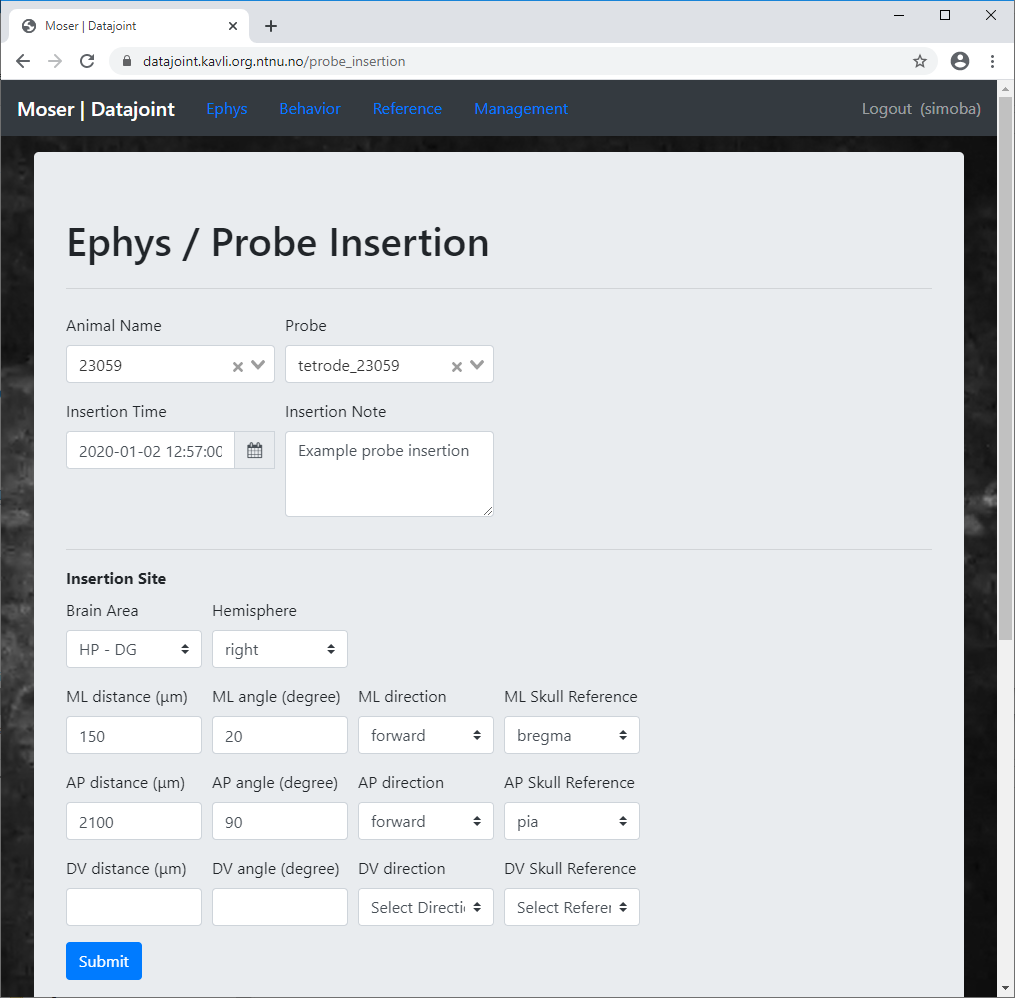 Moser | Datajoint
datajoint.kavli.org.ntnu.no/probe_insertion
Moser | Datajoint Ephys Behavior Reference Management Logout (simoba)
Ephys / Probe Insertion
Animal Name Probe
23059 tetrode_23059
Insertion Time Insertion Note
2020-01-02 12:57:00 Example probe insertion
Insertion Site
Brain Area Hemisphere
HP - DG right
ML distance (μm) ML angle (degree) ML direction ML Skull Reference
150 20 forward bregma
AP distance (μm) AP angle (degree) AP direction AP Skull Reference
2100 90 forward pia
DV distance (μm) DV angle (degree) DV direction DV Skull Reference
Select Directi Select Referer
Submit